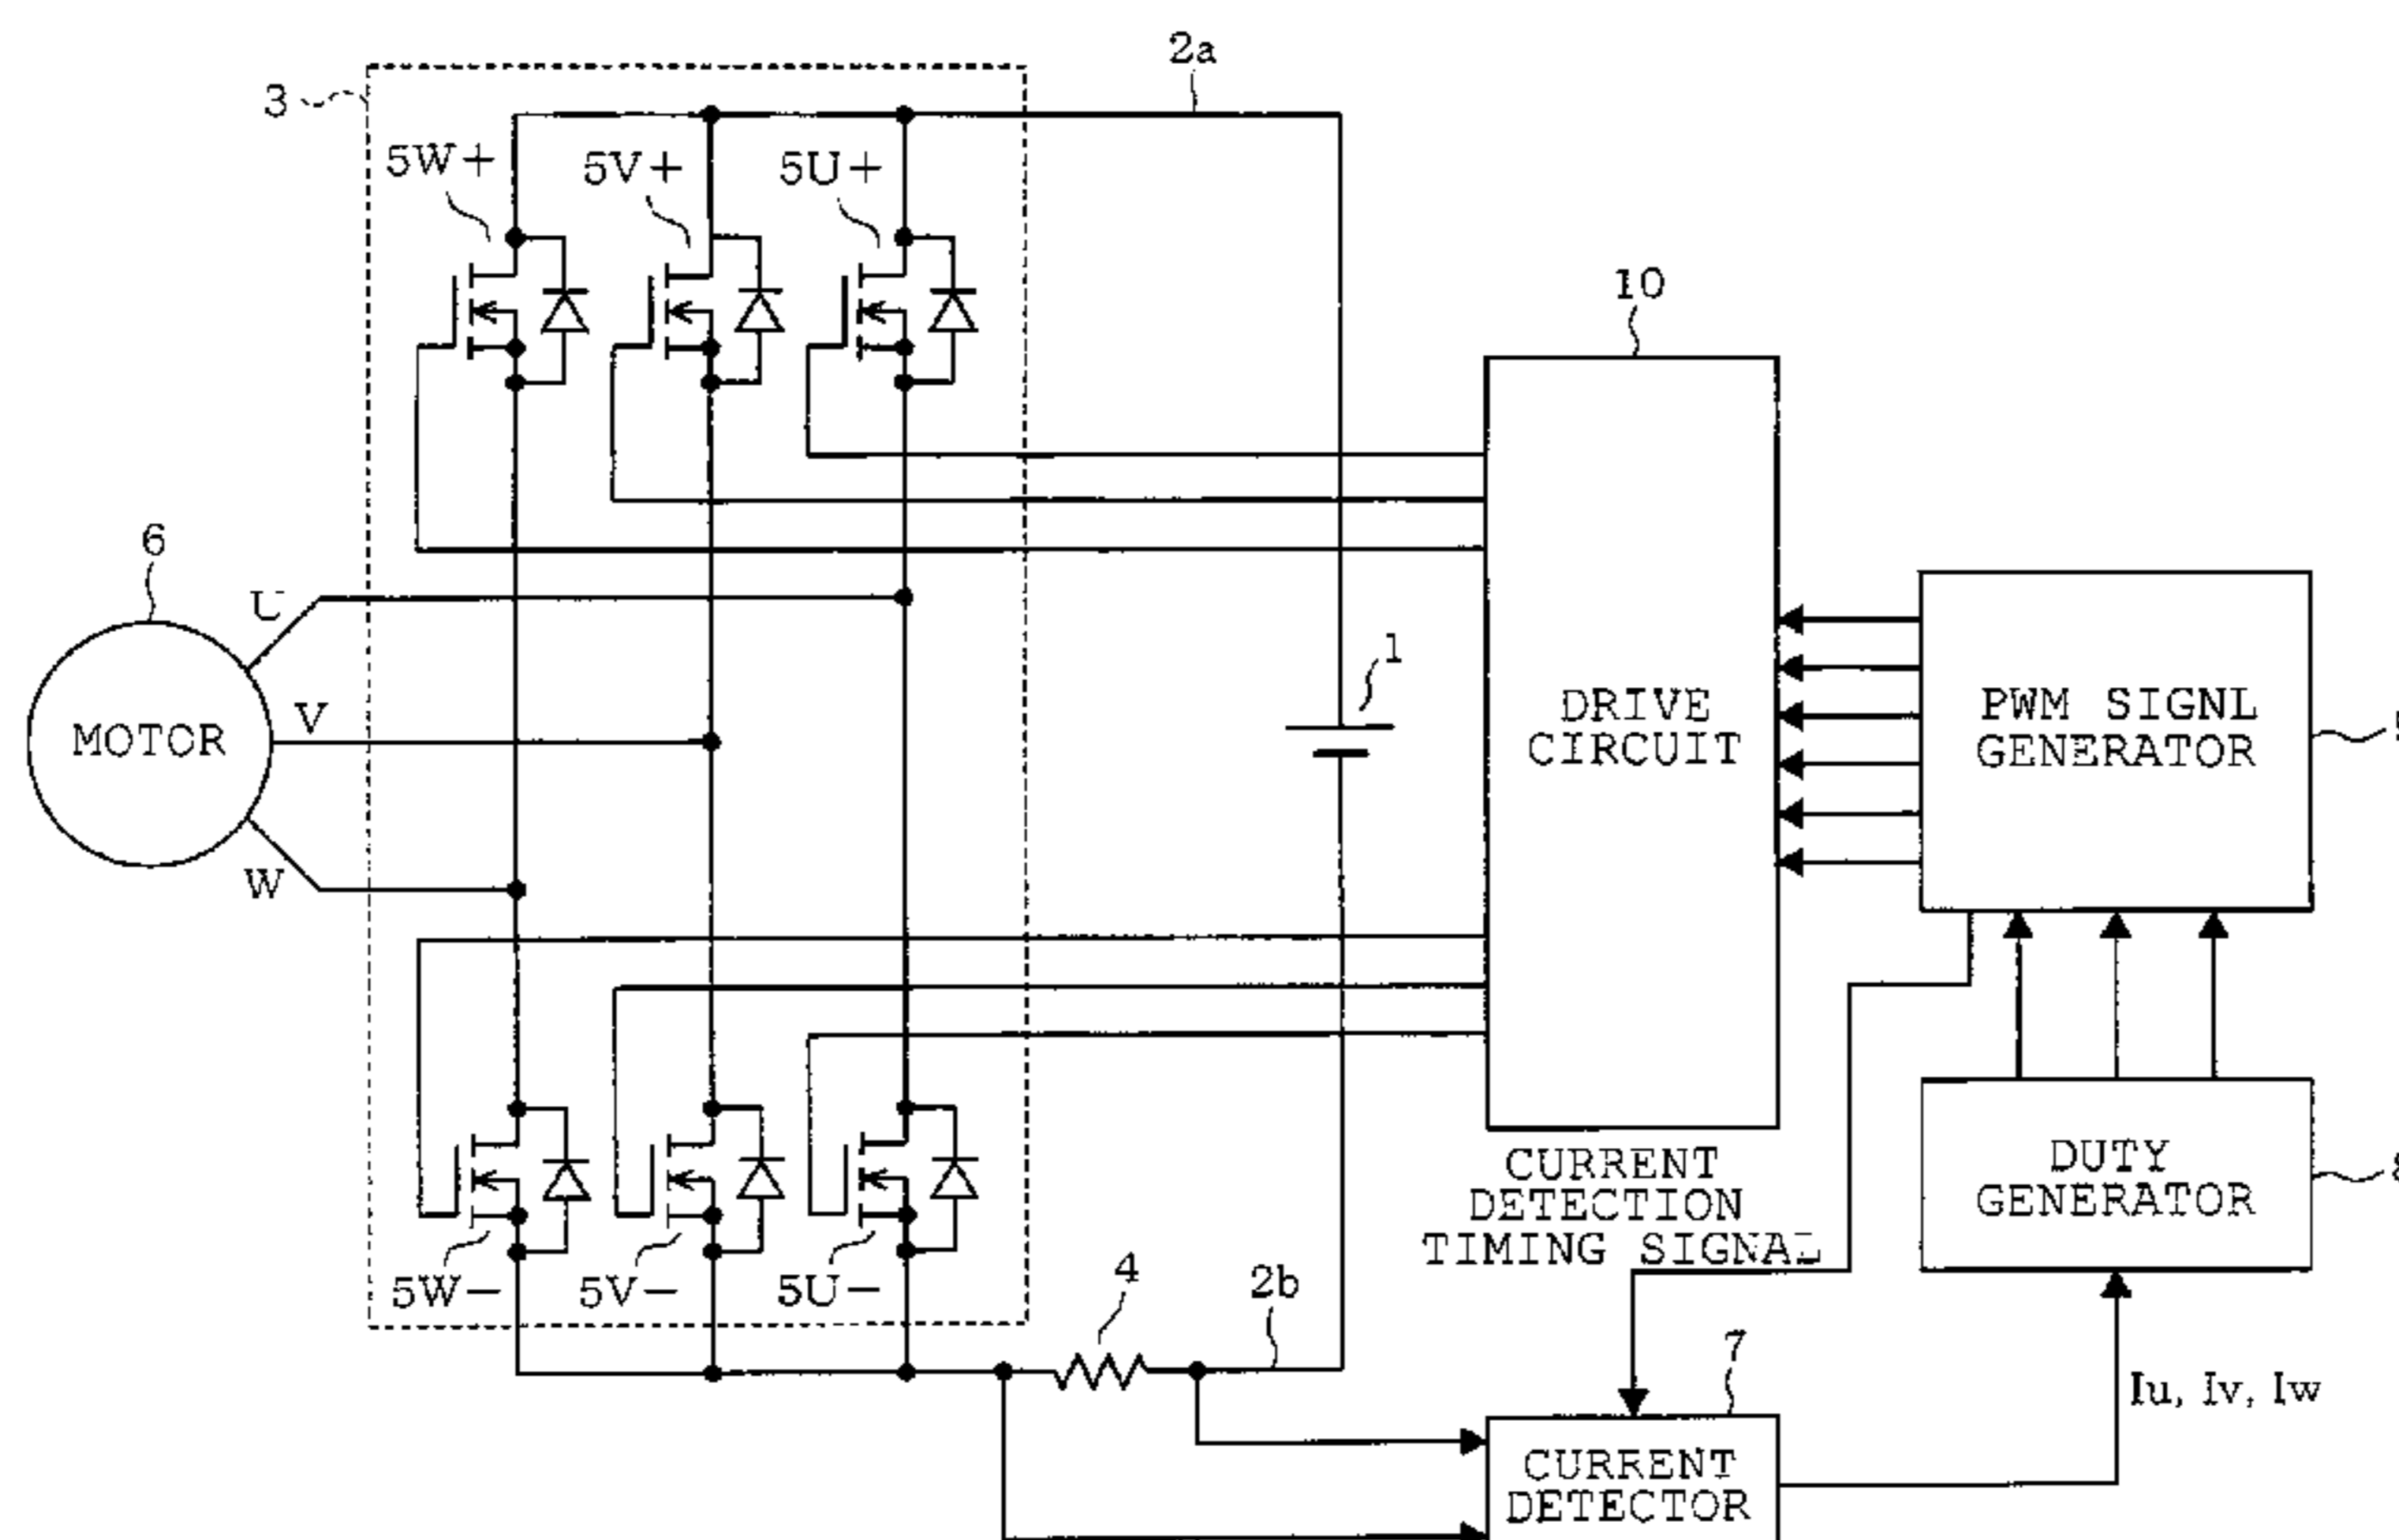 2a
3
5W+
5V+
5U+
10
6
U
1
MOTOR
V
DRIVE
CIRCUIT
PWM SIGNL
GENERATOR
W
CURRENT
DETECTION
TIMING SIGNAL
DUTY
GENERATOR
8
5W-
5V-
5U-
4
2b
7
Iu, Iv, Iw
CURRENT
DETECTOR